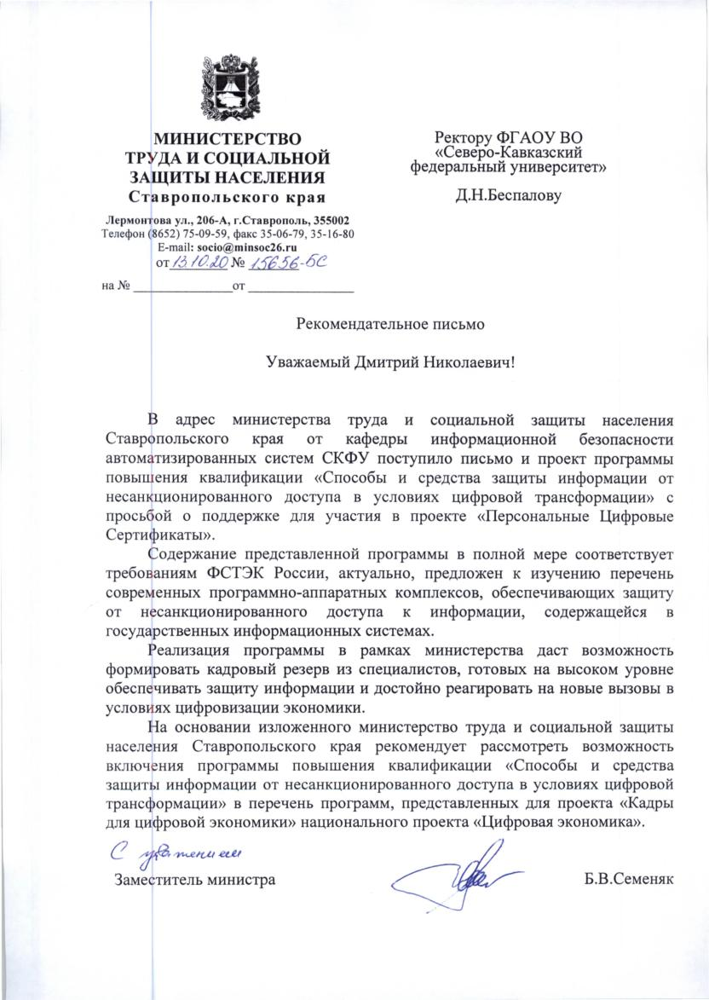 МИНИСТЕРСТВО
ТРУДА И СОЦИАЛЬНОЙ
ЗАЩИТЫ НАСЕЛЕНИЯ
Ставропольского края
Лермонтова ул., 206-А, г.Ставрополь, 355002
Телефон (8652) 75-09-59, факс 35-06-79, 35-16-80
E-mail: socio@minsoc26.ru
от 13.10.20 № 15656-БС
на № ________________ от _________________
Ректору ФГАОУ ВО
«Северо-Кавказский
федеральный университет»
Д.Н.Беспалову
Рекомендательное письмо
Уважаемый Дмитрий Николаевич!
В адрес министерства труда и социальной защиты населения
Ставропольского края от кафедры информационной безопасности
автоматизированных систем СКФУ поступило письмо и проект программы
повышения квалификации «Способы и средства защиты информации от
несанкционированного доступа в условиях цифровой трансформации» с
просьбой о поддержке для участия в проекте «Персональные Цифровые
Сертификаты».
Содержание представленной программы в полной мере соответствует
требованиям ФСТЭК России, актуально, предложен к изучению перечень
современных программно-аппаратных комплексов, обеспечивающих защиту
от несанкционированного доступа к информации, содержащейся в
государственных информационных системах.
Реализация программы в рамках министерства даст возможность
формировать кадровый резерв из специалистов, готовых на высоком уровне
обеспечивать защиту информации и достойно реагировать на новые вызовы в
условиях цифровизации экономики.
На основании изложенного министерство труда и социальной защиты
населения Ставропольского края рекомендует рассмотреть возможность
включения программы повышения квалификации «Способы и средства
защиты информации от несанкционированного доступа в условиях цифровой
трансформации» в перечень программ, представленных для проекта «Кадры
для цифровой экономики» национального проекта «Цифровая экономика».
С уважением
Заместитель министра
Б.В.Семеняк